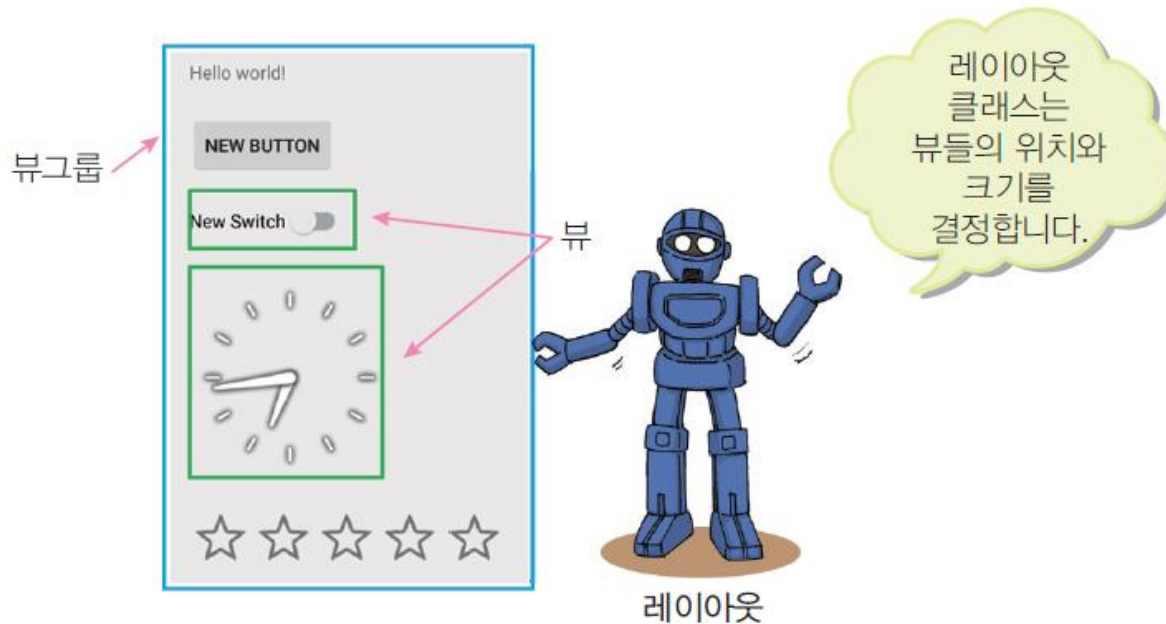 Hello world!
NEW BUTTON
뷰그룹
New Switch
뷰
레이아웃
클래스는
뷰들의 위치와
크기를
결정합니다.
레이아웃